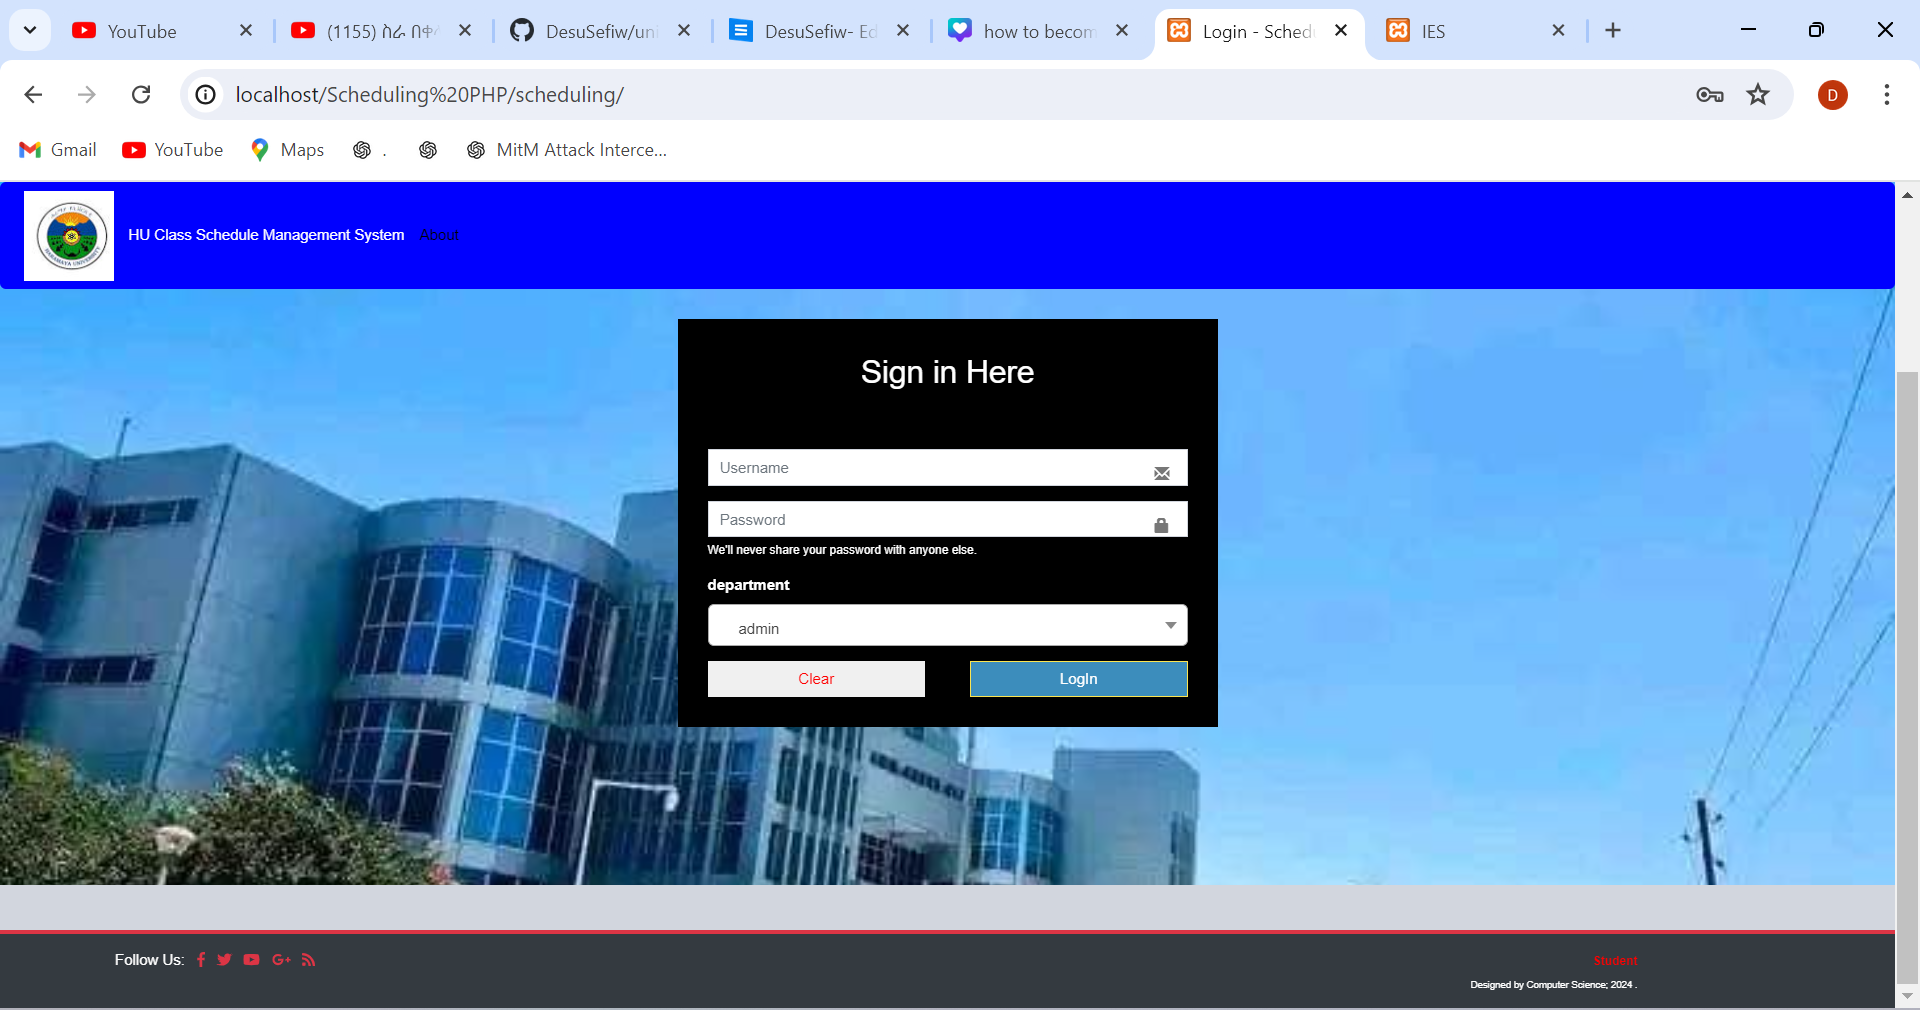 YouTube
(1155) ስራ በቀ
DesuSefiw/uni
DesuSefiw- Ed
how to becom
Login - Sched
IES
localhost/Scheduling%20PHP/scheduling/
D
Gmail
YouTube
Maps
.
MitM Attack Interce...
HU Class Schedule Management System About
Sign in Here
Username
Password
We'll never share your password with anyone else.
department
admin
Clear
LogIn
Follow Us:
Student
Designed by Computer Science; 2024 .